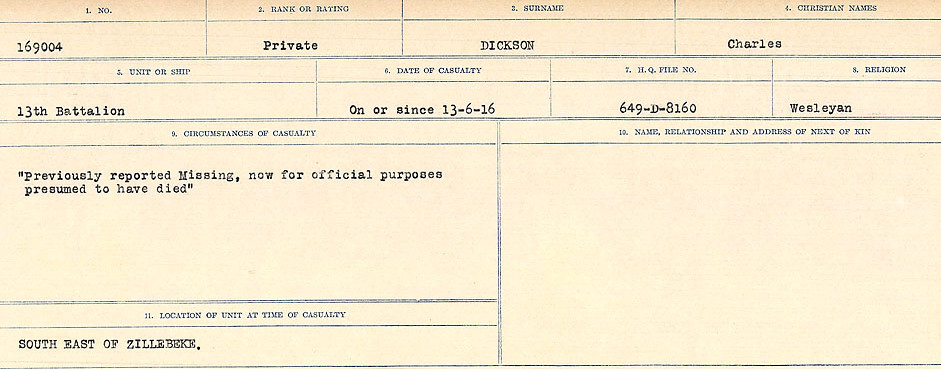 1. NO.
2. RANK OR RATING
3. SURNAME
4. CHRISTIAN NAMES
169004
Private
DICKSON
Charles
5. UNIT OR SHIP
6. DATE OF CASUALTY
7. H.Q. FILE NO.
8. RELIGION
13th Battalion
On or since 13-6-16
649-D-8160
Wesleyan
9. CIRCUMSTANCES OF CASUALTY
"Previously reported Missing, now for official purposes
presumed to have died"
10. NAME, RELATIONSHIP AND ADDRESS OF NEXT OF KIN
11. LOCATION OF UNIT AT TIME OF CASUALTY
SOUTH EAST OF ZILLEBEKE.